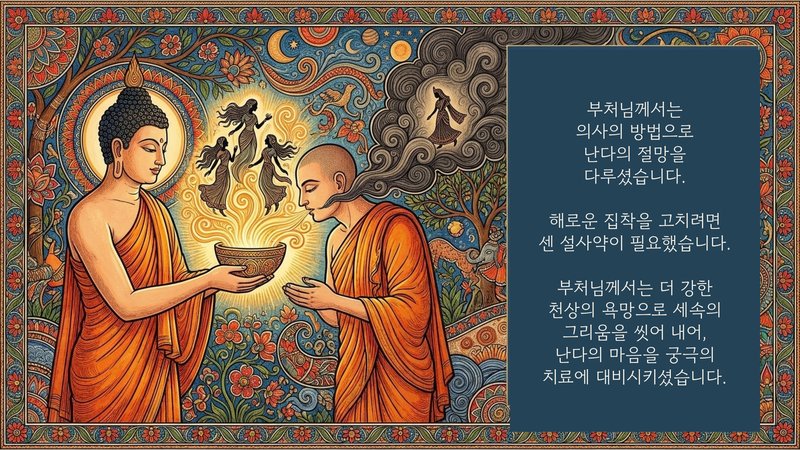 부처님께서는
의사의 방법으로
난다의 절망을
다루셨습니다.
해로운 집착을 고치려면
센 설사약이 필요했습니다.
부처님께서는 더 강한
천상의 욕망으로 세속의
그리움을 씻어 내어,
난다의 마음을 궁극의
치료에 대비시키셨습니다.